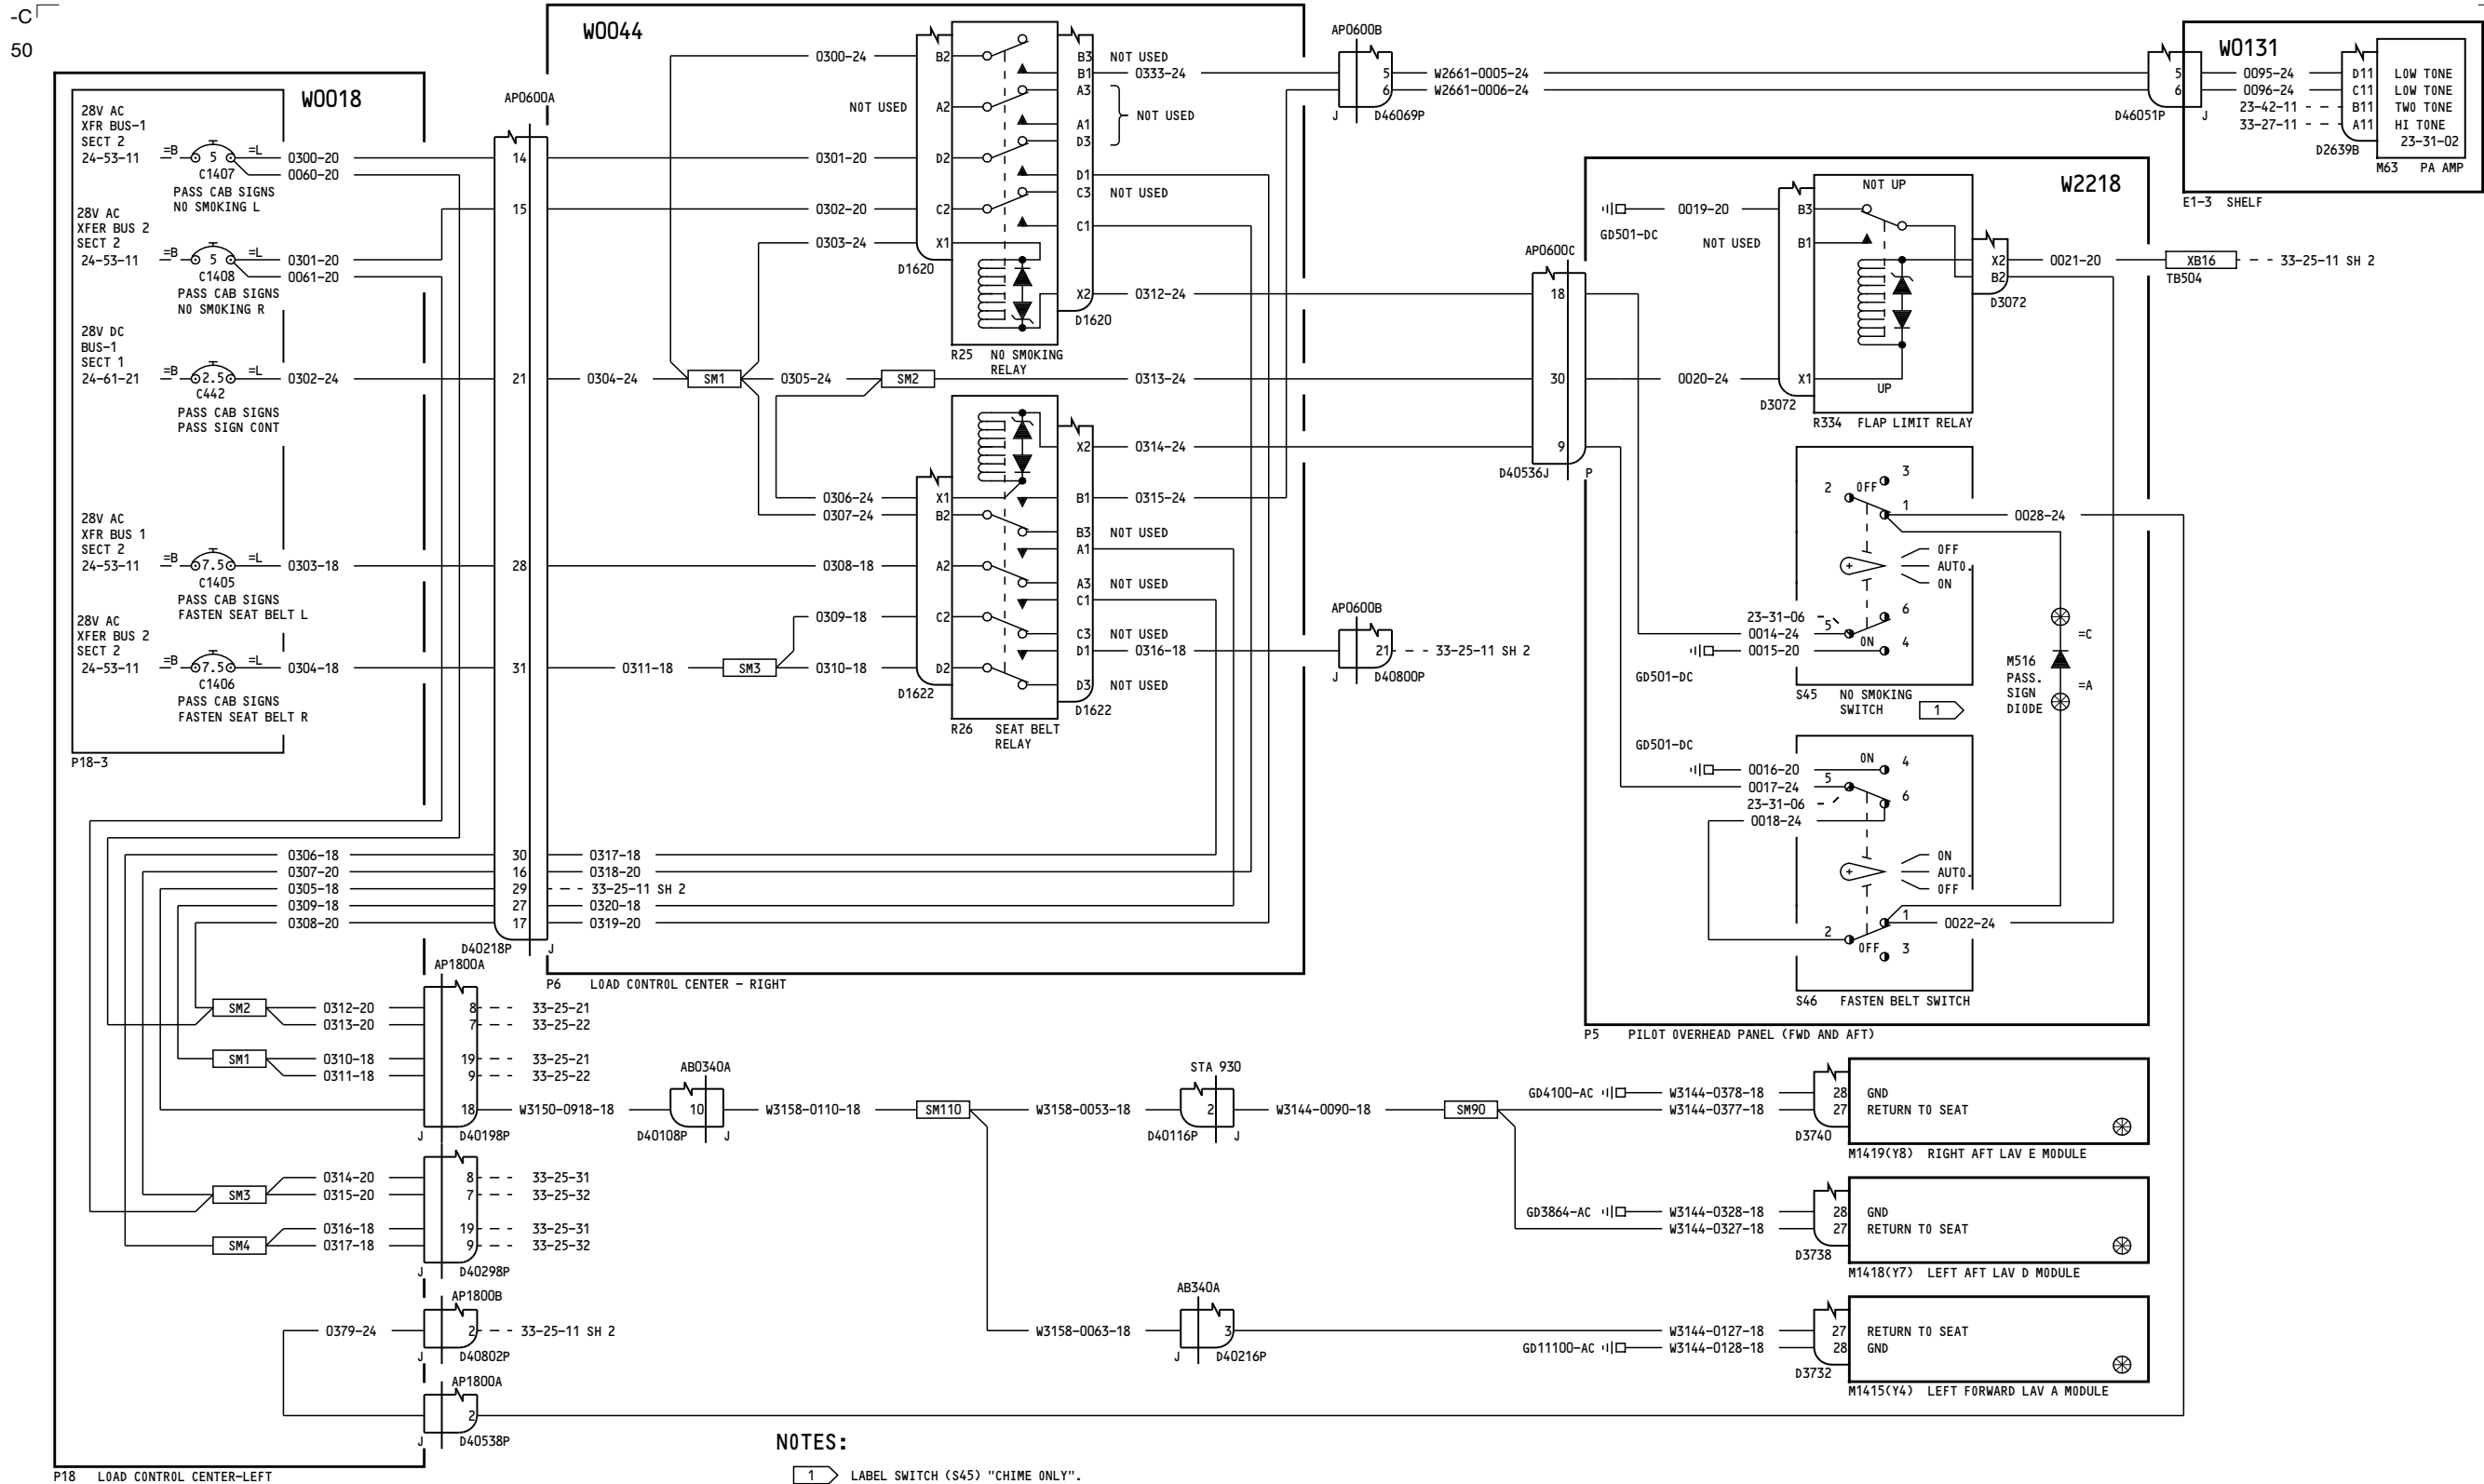 -C
50
W0018
28V AC
XFR BUS-1
SECT 2
24-53-11
=B
5
=L
C1407
0300-20
0060-20
PASS CAB SIGNS
NO SMOKING L
28V AC
XFER BUS 2
SECT 2
24-53-11
=B
5
=L
C1408
0301-20
0061-20
PASS CAB SIGNS
NO SMOKING R
28V DC
BUS-1
SECT 1
24-61-21
=B
2.5
=L
C442
0302-24
PASS CAB SIGNS
PASS SIGN CONT
28V AC
XFR BUS 1
SECT 2
24-53-11
=B
7.5
=L
C1405
0303-18
PASS CAB SIGNS
FASTEN SEAT BELT L
28V AC
XFER BUS 2
SECT 2
24-53-11
=B
7.5
=L
C1406
0304-18
PASS CAB SIGNS
FASTEN SEAT BELT R
P18-3
0306-18
0307-20
0305-18
0309-18
0308-20
AP0600A
14
15
21
28
31
30
16
29
27
17
D40218P
J
W0044
0300-24
NOT USED
0301-20
0302-20
0303-24
B2
A2
D2
C2
X1
D1620
B3 NOT USED
B1 0333-24
A3
A1
D3
NOT USED
D1
C3 NOT USED
C1
X2 0312-24
D1620
R25 NO SMOKING
RELAY
0304-24
SM1
0305-24
SM2
0313-24
0306-24
0307-24
0308-18
0309-18
0311-18
SM3
0310-18
X1
B2
A2
C2
D2
D1622
X2 0314-24
B1 0315-24
B3 NOT USED
A1
A3 NOT USED
C1
C3 NOT USED
D1 0316-18
D3 NOT USED
D1622
R26 SEAT BELT
RELAY
0317-18
0318-20
33-25-11 SH 2
0320-18
0319-20
P6 LOAD CONTROL CENTER - RIGHT
AP0600B
5
6
J
D46069P
W2661-0005-24
W2661-0006-24
5
6
D46051P
J
W0131
0095-24
0096-24
23-42-11
33-27-11
D11 LOW TONE
C11 LOW TONE
B11 TWO TONE
A11 HI TONE
23-31-02
D2639B
M63 PA AMP
E1-3 SHELF
AP0600B
21
33-25-11 SH 2
J
D40800P
AP0600C
18
30
9
D40536J
P
W2218
GD501-DC
0019-20
NOT USED
B3
B1
NOT UP
X2
B2
D3072
0021-20
XB16
TB504
33-25-11 SH 2
0020-24
X1
UP
D3072
R334 FLAP LIMIT RELAY
3
2
OFF
1
0028-24
OFF
AUTO.
ON
23-31-06
0014-24
0015-20
GD501-DC
5
6
ON
4
S45 NO SMOKING
SWITCH
1
M516
PASS.
SIGN
DIODE
=C
=A
GD501-DC
0016-20
0017-24
23-31-06
0018-24
ON
4
5
6
ON
AUTO.
OFF
1
0022-24
2
OFF
3
S46 FASTEN BELT SWITCH
P5 PILOT OVERHEAD PANEL (FWD AND AFT)
AP1800A
SM2
0312-20
0313-20
8
7
33-25-21
33-25-22
SM1
0310-18
0311-18
19
9
33-25-21
33-25-22
18
J
D40198P
W3150-0918-18
AB0340A
10
D40108P
J
W3158-0110-18
SM110
W3158-0053-18
STA 930
2
D40116P
J
W3144-0090-18
SM90
GD4100-AC
W3144-0378-18
W3144-0377-18
28 GND
27 RETURN TO SEAT
D3740
M1419(Y8) RIGHT AFT LAV E MODULE
SM3
0314-20
0315-20
8
7
33-25-31
33-25-32
SM4
0316-18
0317-18
19
9
33-25-31
33-25-32
J
D40298P
GD3864-AC
W3144-0328-18
W3144-0327-18
28 GND
27 RETURN TO SEAT
D3738
M1418(Y7) LEFT AFT LAV D MODULE
AP1800B
0379-24
2
33-25-11 SH 2
J
D40802P
W3158-0063-18
AB340A
3
J
D40216P
W3144-0127-18
GD11100-AC
W3144-0128-18
27 RETURN TO SEAT
28 GND
D3732
M1415(Y4) LEFT FORWARD LAV A MODULE
AP1800A
2
J
D40538P
P18 LOAD CONTROL CENTER-LEFT
NOTES:
1 LABEL SWITCH (S45) "CHIME ONLY".